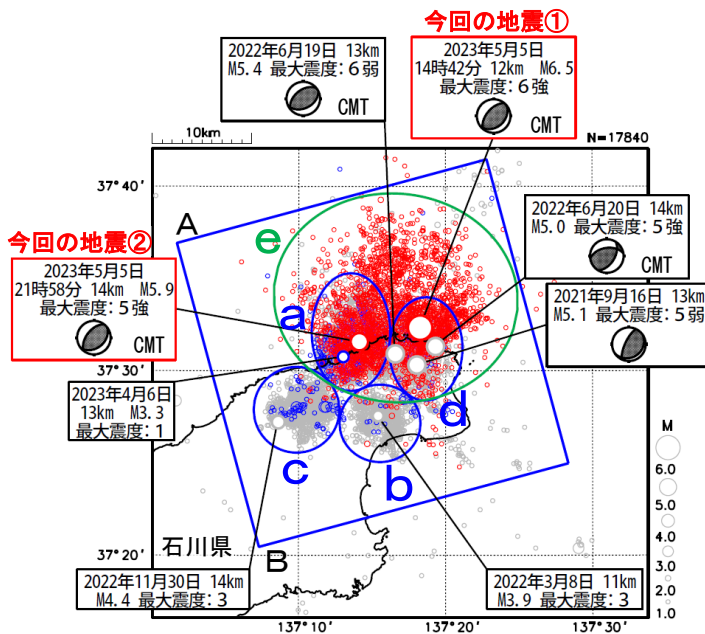 今回の地震①
2022年6月19日 13km
M5.4 最大震度:6弱
CMT
2023年5月5日
14時42分 12km M6.5
最大震度:6強
CMT
10km
N=17840
37°40'
A
e
2022年6月20日 14km
M5.0 最大震度:5強
CMT
今回の地震②
2023年5月5日
21時58分 14km M5.9
最大震度:5強
CMT
2021年9月16日 13km
M5.1 最大震度:5弱
a
37°30'
2023年4月6日
13km M3.3
最大震度:1
d
c
b
M
6.0
5.0
4.0
3.0
2.0
1.0
37°20'
石川県
B
2022年11月30日 14km
M4.4 最大震度:3
2022年3月8日 11km
M3.9 最大震度:3
137°10'
137°20'
137°30'